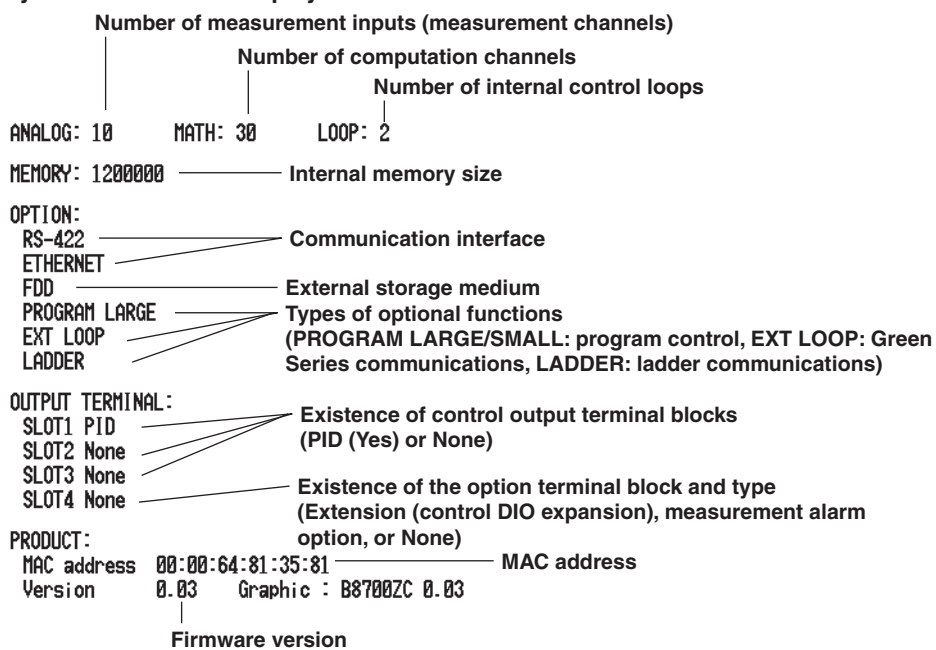 Number of measurement inputs (measurement channels)
Number of computation channels
Number of internal control loops
ANALOG: 10 MATH: 30 LOOP: 2
MEMORY: 1200000 Internal memory size
OPTION:
RS-422 Communication interface
ETHERNET
FDD External storage medium
PROGRAM LARGE Types of optional functions
EXT LOOP (PROGRAM LARGE/SMALL: program control, EXT LOOP: Green
LADDER Series communications, LADDER: ladder communications)
OUTPUT TERMINAL:
SLOT1 PID Existence of control output terminal blocks
SLOT2 None (PID (Yes) or None)
SLOT3 None
SLOT4 None Existence of the option terminal block and type
(Extension (control DIO expansion), measurement alarm
PRODUCT: option, or None)
MAC address 00:00:64:81:35:81 MAC address
Version 0.03 Graphic : B8700ZC 0.03
Firmware version